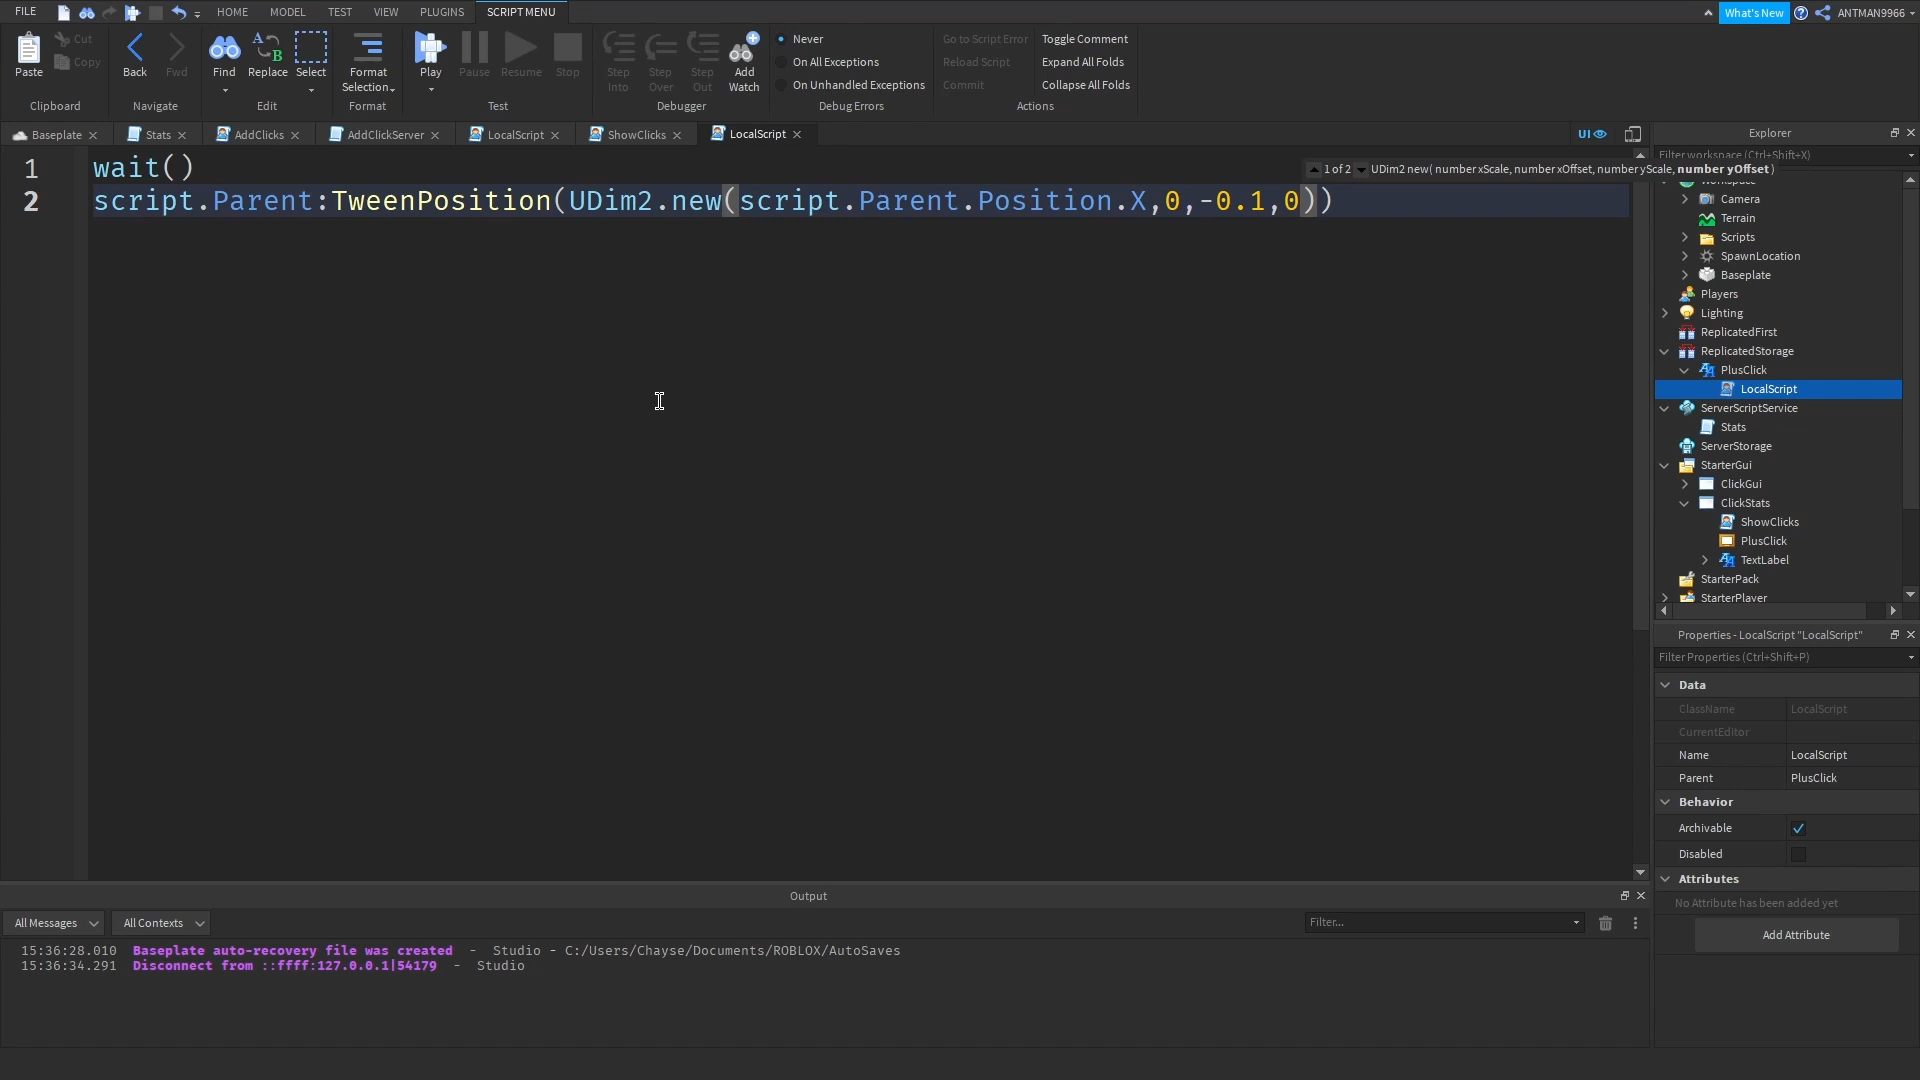 FILE HOME MODEL TEST VIEW PLUGINS SCRIPT MENU What's New ANTMAN9966
Paste Cut Copy Clipboard
Back Fwd Navigate
Find Replace Select Edit
Format Selection Format
Play Pause Resume Stop Test
Step Into Step Over Step Out Add Watch Debugger
Never
On All Exceptions
On Unhandled Exceptions
Debug Errors
Go to Script Error Toggle Comment
Reload Script Expand All Folds
Commit Collapse All Folds
Actions
Baseplate Stats AddClicks AddClickServer LocalScript ShowClicks LocalScript UI
1 wait()
1 of 2 UDim2 new( number xScale, number xOffset, number yScale, number yOffset )
2 script.Parent:TweenPosition(UDim2.new(script.Parent.Position.X,0,-0.1,0))
Explorer
Filter workspace (Ctrl+Shift+X)
Workspace
Camera
Terrain
Scripts
SpawnLocation
Baseplate
Players
Lighting
ReplicatedFirst
ReplicatedStorage
PlusClick
LocalScript
ServerScriptService
Stats
ServerStorage
StarterGui
ClickGui
ClickStats
ShowClicks
PlusClick
TextLabel
StarterPack
StarterPlayer
Properties - LocalScript "LocalScript"
Filter Properties (Ctrl+Shift+P)
Data
ClassName LocalScript
CurrentEditor
Name LocalScript
Parent PlusClick
Behavior
Archivable
Disabled
Attributes
No Attribute has been added yet
Add Attribute
Output
All Messages All Contexts Filter...
15:36:28.010 Baseplate auto-recovery file was created - Studio - C:/Users/Chayse/Documents/ROBLOX/AutoSaves
15:36:34.291 Disconnect from ::ffff:127.0.0.1|54179 - Studio